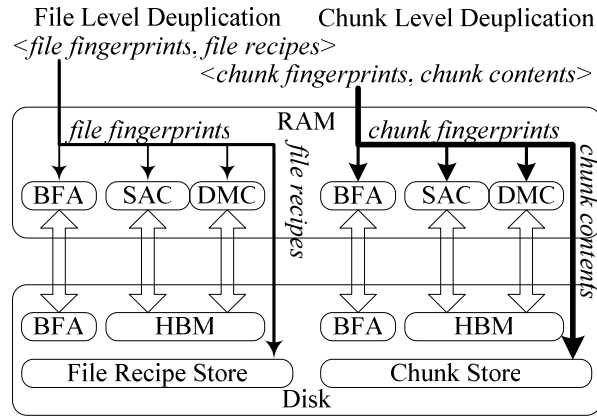 File Level Deuplication
Chunk Level Deuplication
<file fingerprints, file recipes>
<chunk fingerprints, chunk contents>
RAM
file fingerprints
chunk fingerprints
file recipes
chunk contents
BFA SAC DMC BFA SAC DMC
BFA HBM BFA HBM
File Recipe Store Chunk Store
Disk